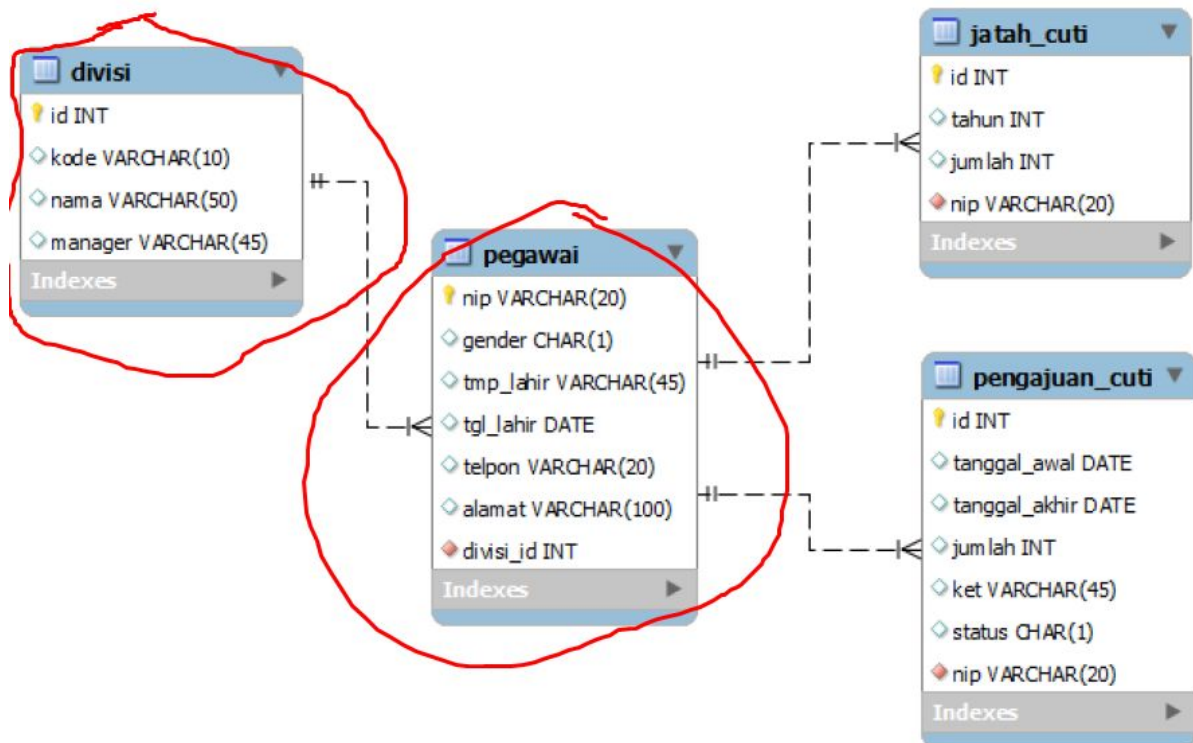 divisi
id INT
kode VARCHAR(10)
nama VARCHAR(50)
manager VARCHAR(45)
Indexes
pegawai
nip VARCHAR(20)
gender CHAR(1)
tmp_lahir VARCHAR(45)
tgl_lahir DATE
telpon VARCHAR(20)
alamat VARCHAR(100)
divisi_id INT
Indexes
jatah_cuti
id INT
tahun INT
jumlah INT
nip VARCHAR(20)
Indexes
pengajuan_cuti
id INT
tanggal_awal DATE
tanggal_akhir DATE
jumlah INT
ket VARCHAR(45)
status CHAR(1)
nip VARCHAR(20)
Indexes